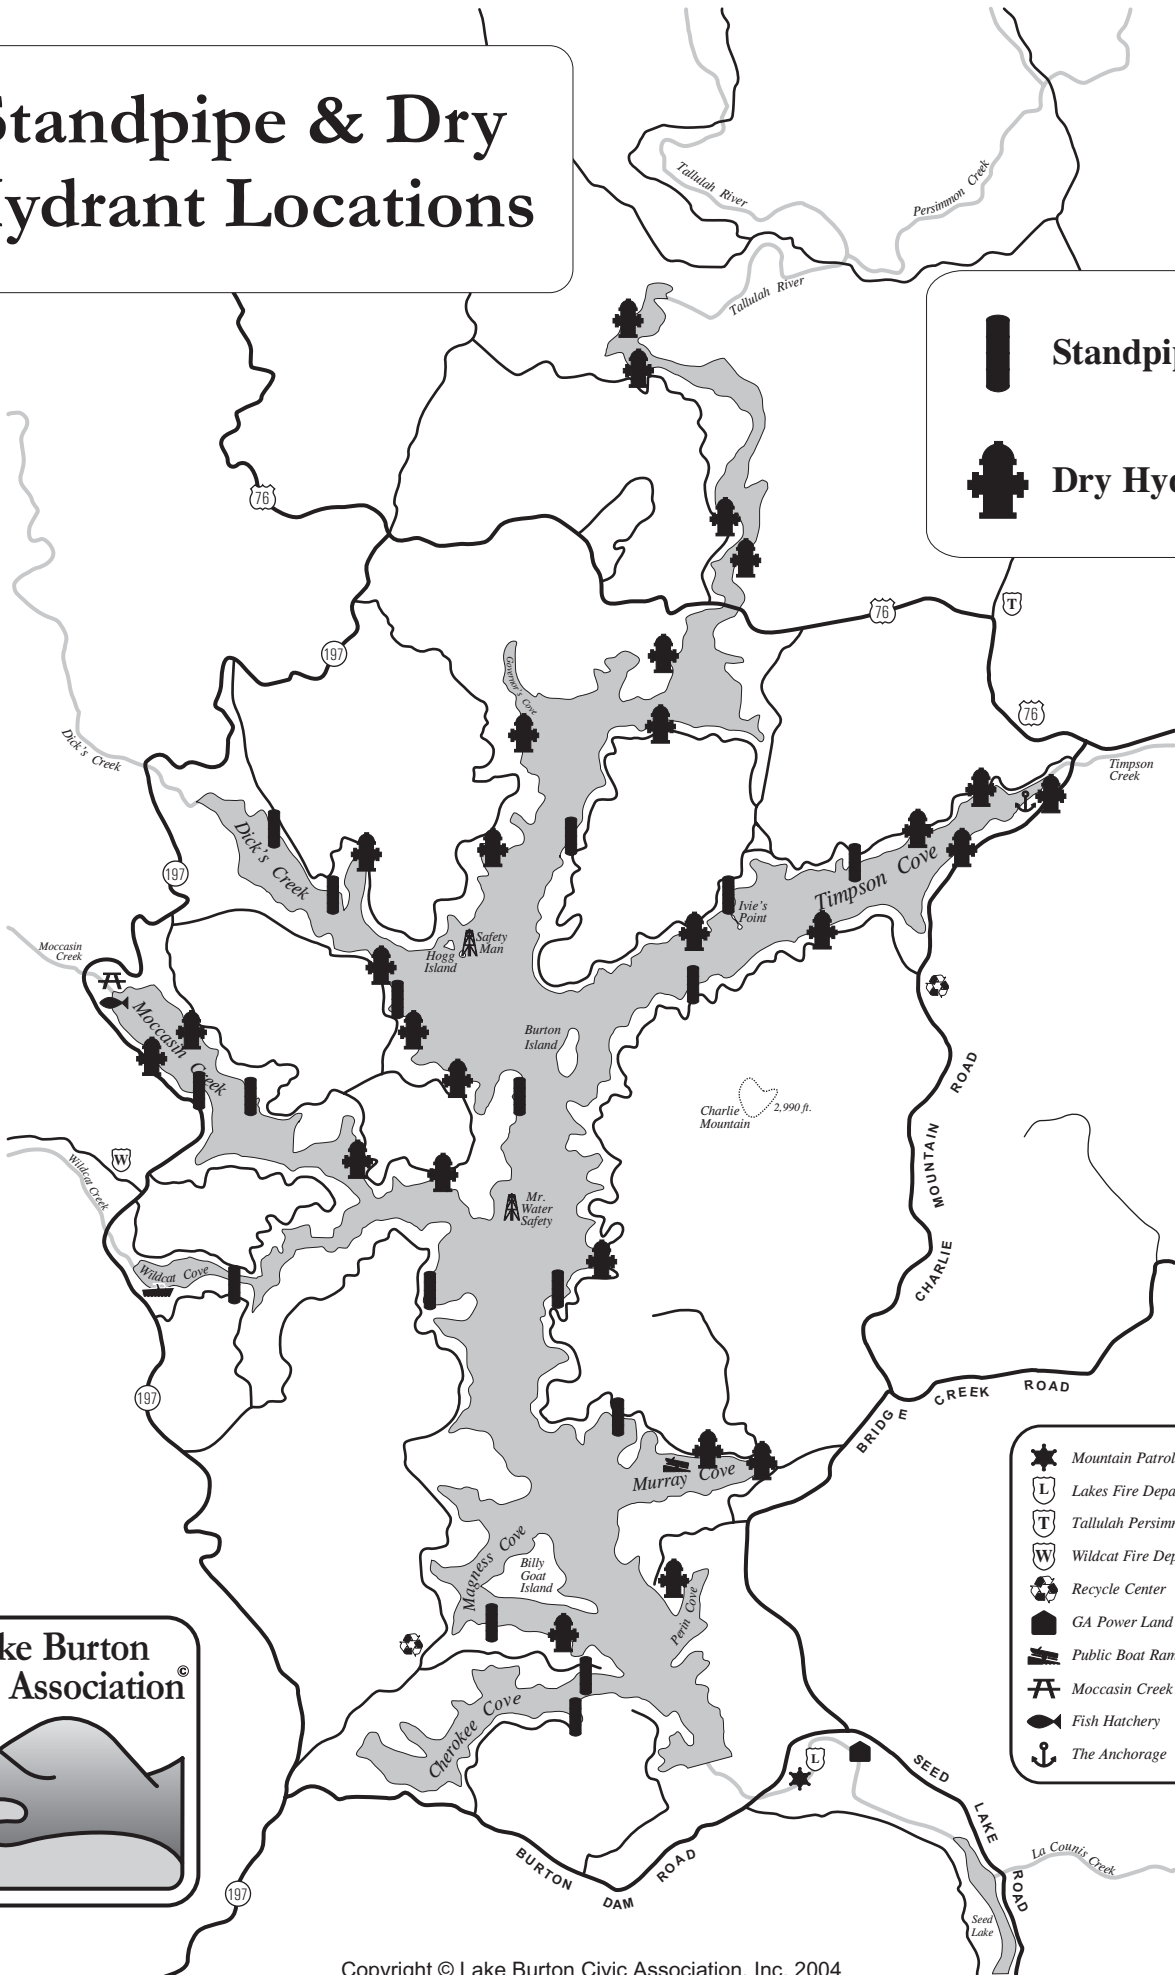 Standpipe & Dry
Hydrant Locations
Tallulah River
Persimmon Creek
Tallulah River
Standpi
Dry Hyd
76
76
T
197
Governor's Cove
76
Dick's Creek
Timpson
Creek
Dick's Creek
Timpson Cove
197
Ivie's
Point
Safety
Man
Hogg
Island
Moccasin
Creek
Moccasin Creek
Burton
Island
Charlie
Mountain
2,990 ft.
CHARLIE MOUNTAIN ROAD
W
Wildcat Creek
Mr.
Water
Safety
Wildcat Cove
197
BRIDGE CREEK ROAD
Murray Cove
Mountain Patrol
L
Lakes Fire Depa
T
Tallulah Persimm
W
Wildcat Fire Dep
Recycle Center
GA Power Land
Public Boat Ram
Moccasin Creek
Fish Hatchery
The Anchorage
Magness Cove
Billy
Goat
Island
Perin Cove
ke Burton
Association©
Cherokee Cove
L
SEED LAKE ROAD
BURTON DAM ROAD
La Counis Creek
197
Seed
Lake
Copyright © Lake Burton Civic Association, Inc. 2004